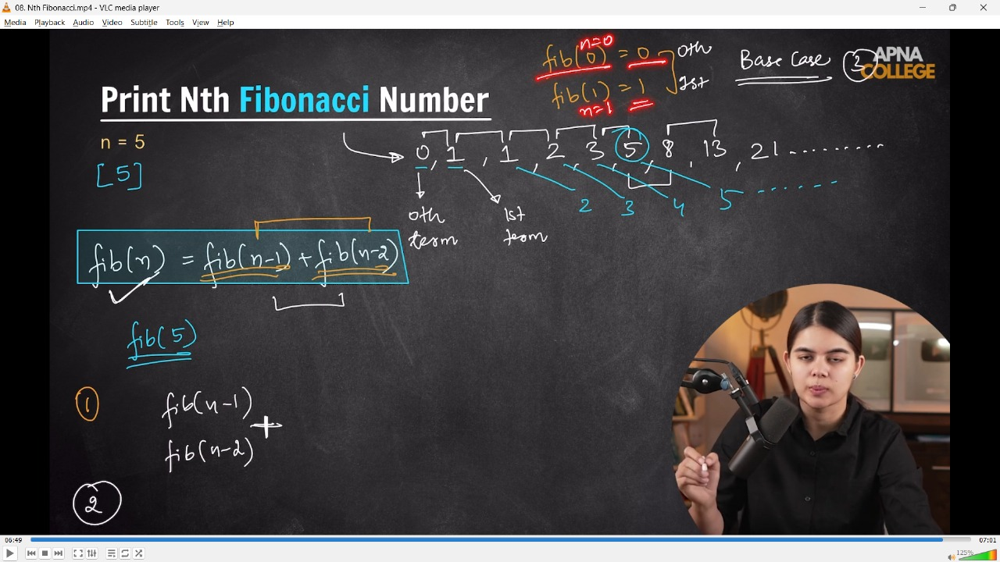 08. Nth Fibonacci.mp4 - VLC media player
Media Playback Audio Video Subtitle Tools View Help
n=0
fib(0) = 0 0th
fib(1) = 1 1st
n=1
Base Case 3
APNA
COLLEGE
Print Nth Fibonacci Number
n = 5
[5]
0, 1, 1, 2, 3, 5, 8, 13, 21 ........
2 3 4 5 ......
0th
term
1st
term
fib(n) = fib(n-1) + fib(n-2)
fib(5)
1
fib(n-1)
+
fib(n-2)
2
06:49
07:01
125%